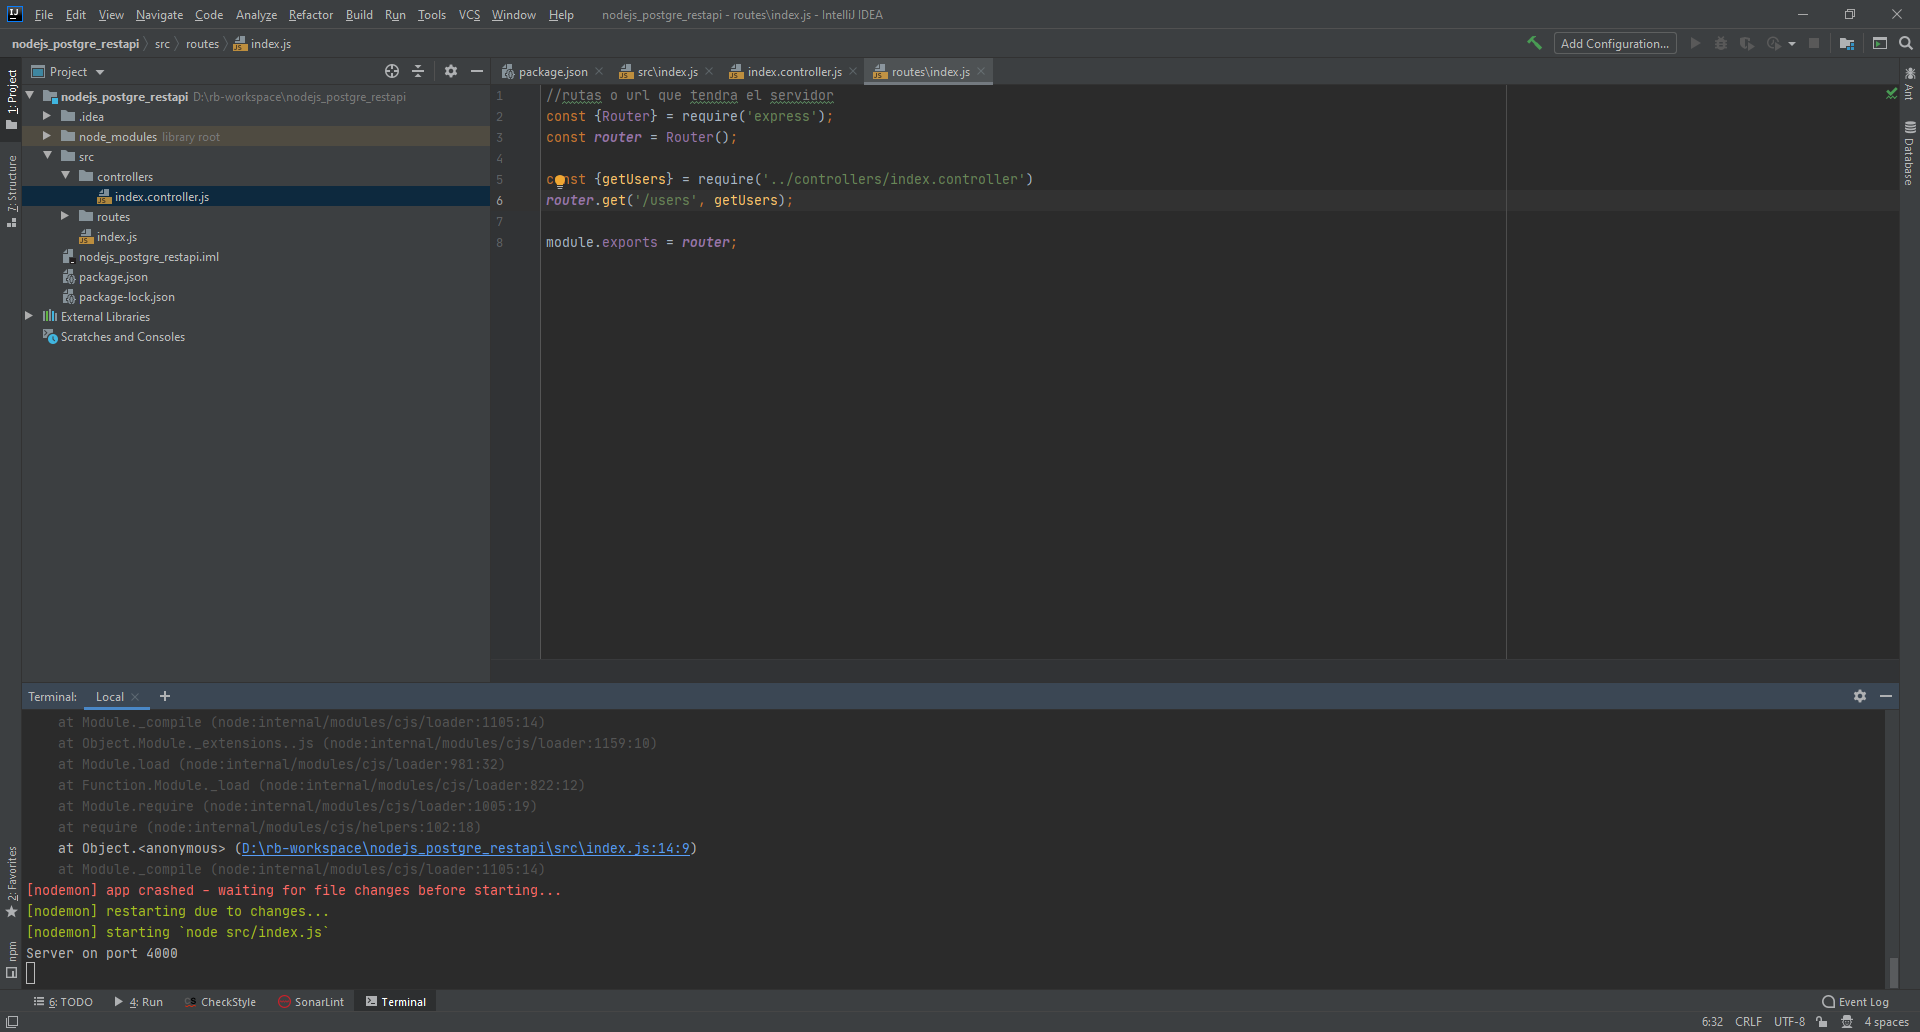 File Edit View Navigate Code Analyze Refactor Build Run Tools VCS Window Help nodejs_postgre_restapi - routes\index.js - IntelliJ IDEA
nodejs_postgre_restapi src routes index.js Add Configuration...
Project
package.json src\index.js index.controller.js routes\index.js
1: Project
7: Structure
2: Favorites
npm
nodejs_postgre_restapi D:\rb-workspace\nodejs_postgre_restapi
.idea
node_modules library root
src
controllers
index.controller.js
routes
index.js
nodejs_postgre_restapi.iml
package.json
package-lock.json
External Libraries
Scratches and Consoles
1 //rutas o url que tendra el servidor
2 const {Router} = require('express');
3 const router = Router();
4
5 const {getUsers} = require('../controllers/index.controller')
6 router.get('/users', getUsers);
7
8 module.exports = router;
Ant
Database
Terminal: Local
at Module._compile (node:internal/modules/cjs/loader:1105:14)
at Object.Module._extensions..js (node:internal/modules/cjs/loader:1159:10)
at Module.load (node:internal/modules/cjs/loader:981:32)
at Function.Module._load (node:internal/modules/cjs/loader:822:12)
at Module.require (node:internal/modules/cjs/loader:1005:19)
at require (node:internal/modules/cjs/helpers:102:18)
at Object.<anonymous> (D:\rb-workspace\nodejs_postgre_restapi\src\index.js:14:9)
at Module._compile (node:internal/modules/cjs/loader:1105:14)
[nodemon] app crashed - waiting for file changes before starting...
[nodemon] restarting due to changes...
[nodemon] starting `node src/index.js`
Server on port 4000
6: TODO 4: Run CheckStyle SonarLint Terminal Event Log
6:32 CRLF UTF-8 4 spaces